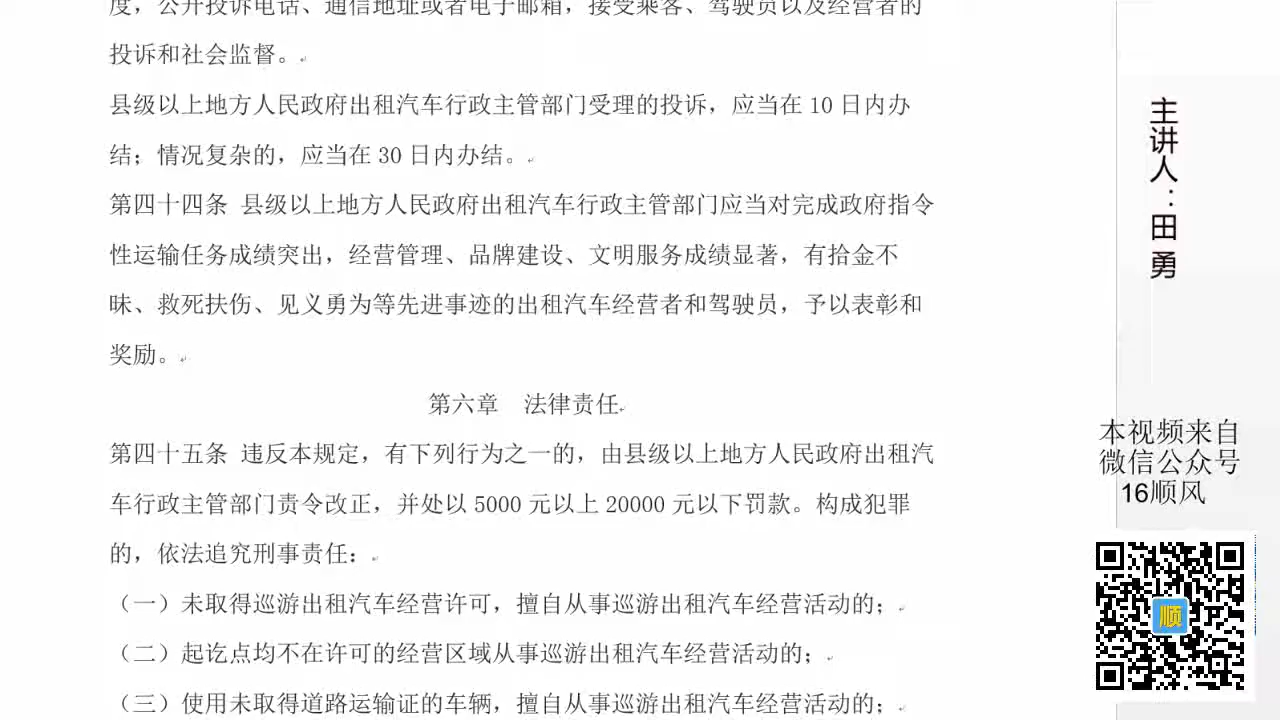 度，公开投诉电话、通信地址或者电子邮箱，接受乘客、驾驶员以及经营者的
投诉和社会监督。
县级以上地方人民政府出租汽车行政主管部门受理的投诉，应当在 10 日内办
结；情况复杂的，应当在 30 日内办结。
第四十四条 县级以上地方人民政府出租汽车行政主管部门应当对完成政府指令
性运输任务成绩突出，经营管理、品牌建设、文明服务成绩显著，有拾金不
昧、救死扶伤、见义勇为等先进事迹的出租汽车经营者和驾驶员，予以表彰和
奖励。
第六章 法律责任
第四十五条 违反本规定，有下列行为之一的，由县级以上地方人民政府出租汽
车行政主管部门责令改正，并处以 5000 元以上 20000 元以下罚款。构成犯罪
的，依法追究刑事责任：
（一）未取得巡游出租汽车经营许可，擅自从事巡游出租汽车经营活动的；
（二）起讫点均不在许可的经营区域从事巡游出租汽车经营活动的；
（三）使用未取得道路运输证的车辆，擅自从事巡游出租汽车经营活动的；
主讲人：田勇
本视频来自
微信公众号
16顺风
顺